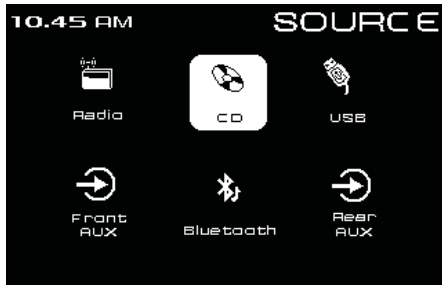 10.45 AM
SOURCE
Radio
CD
USB
Front
AUX
Bluetooth
Rear
AUX